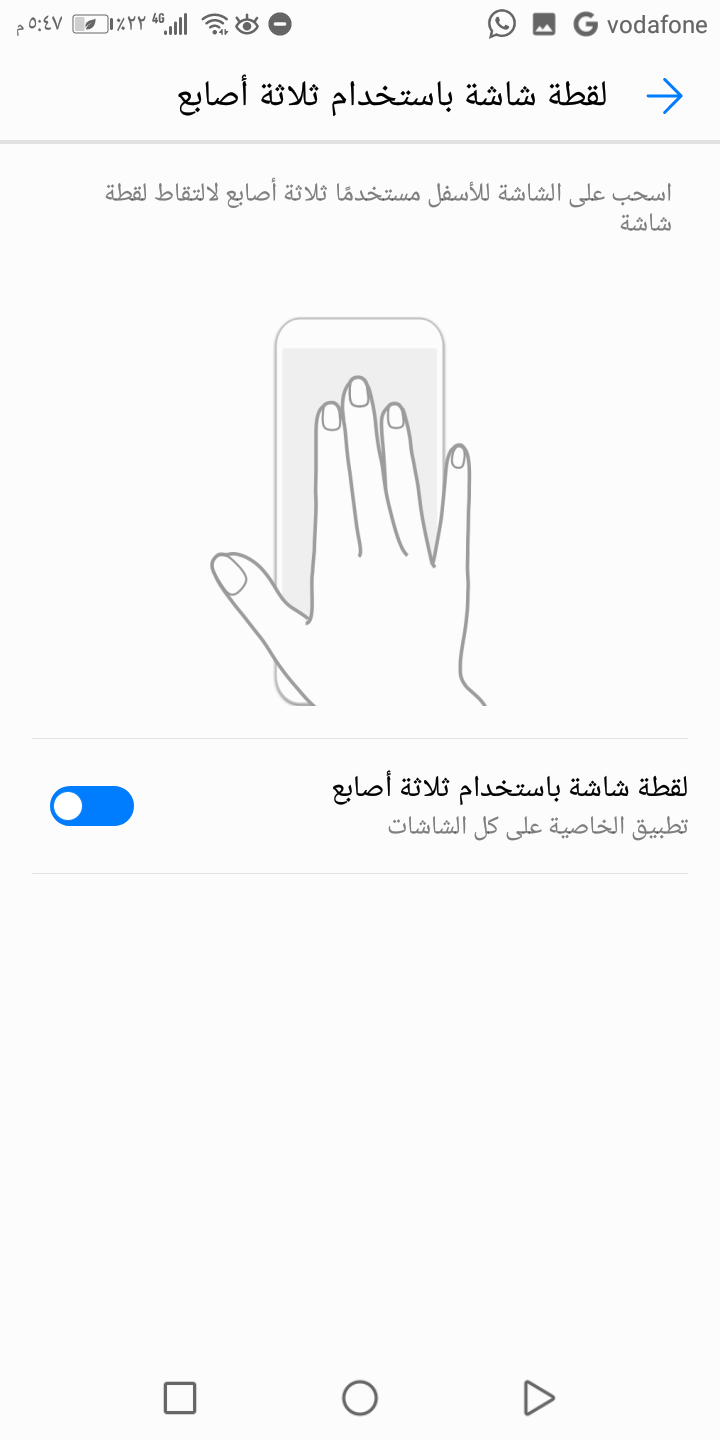 vodafone
4G ٪٢٢ ٥:٤٧ م
لقطة شاشة باستخدام ثلاثة أصابع
اسحب على الشاشة للأسفل مستخدمًا ثلاثة أصابع لالتقاط لقطة
شاشة
لقطة شاشة باستخدام ثلاثة أصابع
تطبيق الخاصية على كل الشاشات